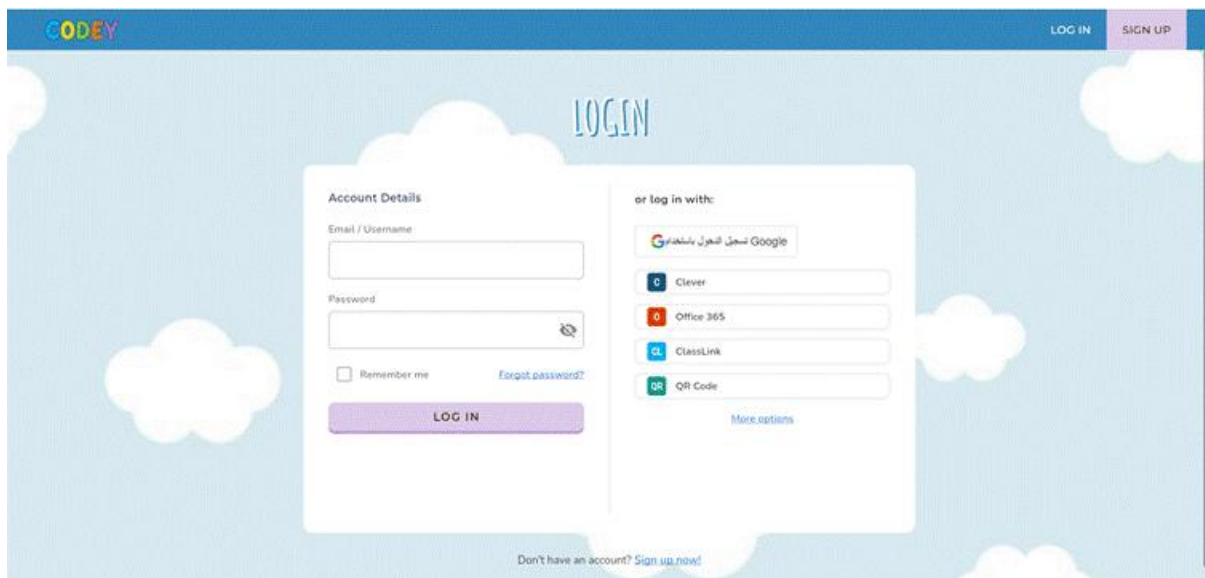 CODEY
LOG IN
SIGN UP
LOGIN
Account Details
Email / Username
Password
Remember me
Forgot password?
LOG IN
or log in with:
تسجيل الدخول باستخدام Google
C Clever
O Office 365
CL ClassLink
QR QR Code
More options
Don't have an account? Sign up now!